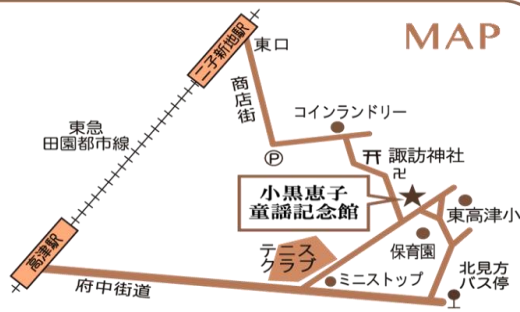 MAP
二子新地駅
東口
商店街
コインランドリー
東急
田園都市線
P
諏訪神社
卍
小黒恵子
童謡記念館
東高津小
保育園
テニス
クラブ
高津駅
ミニストップ
北見方
バス停
府中街道